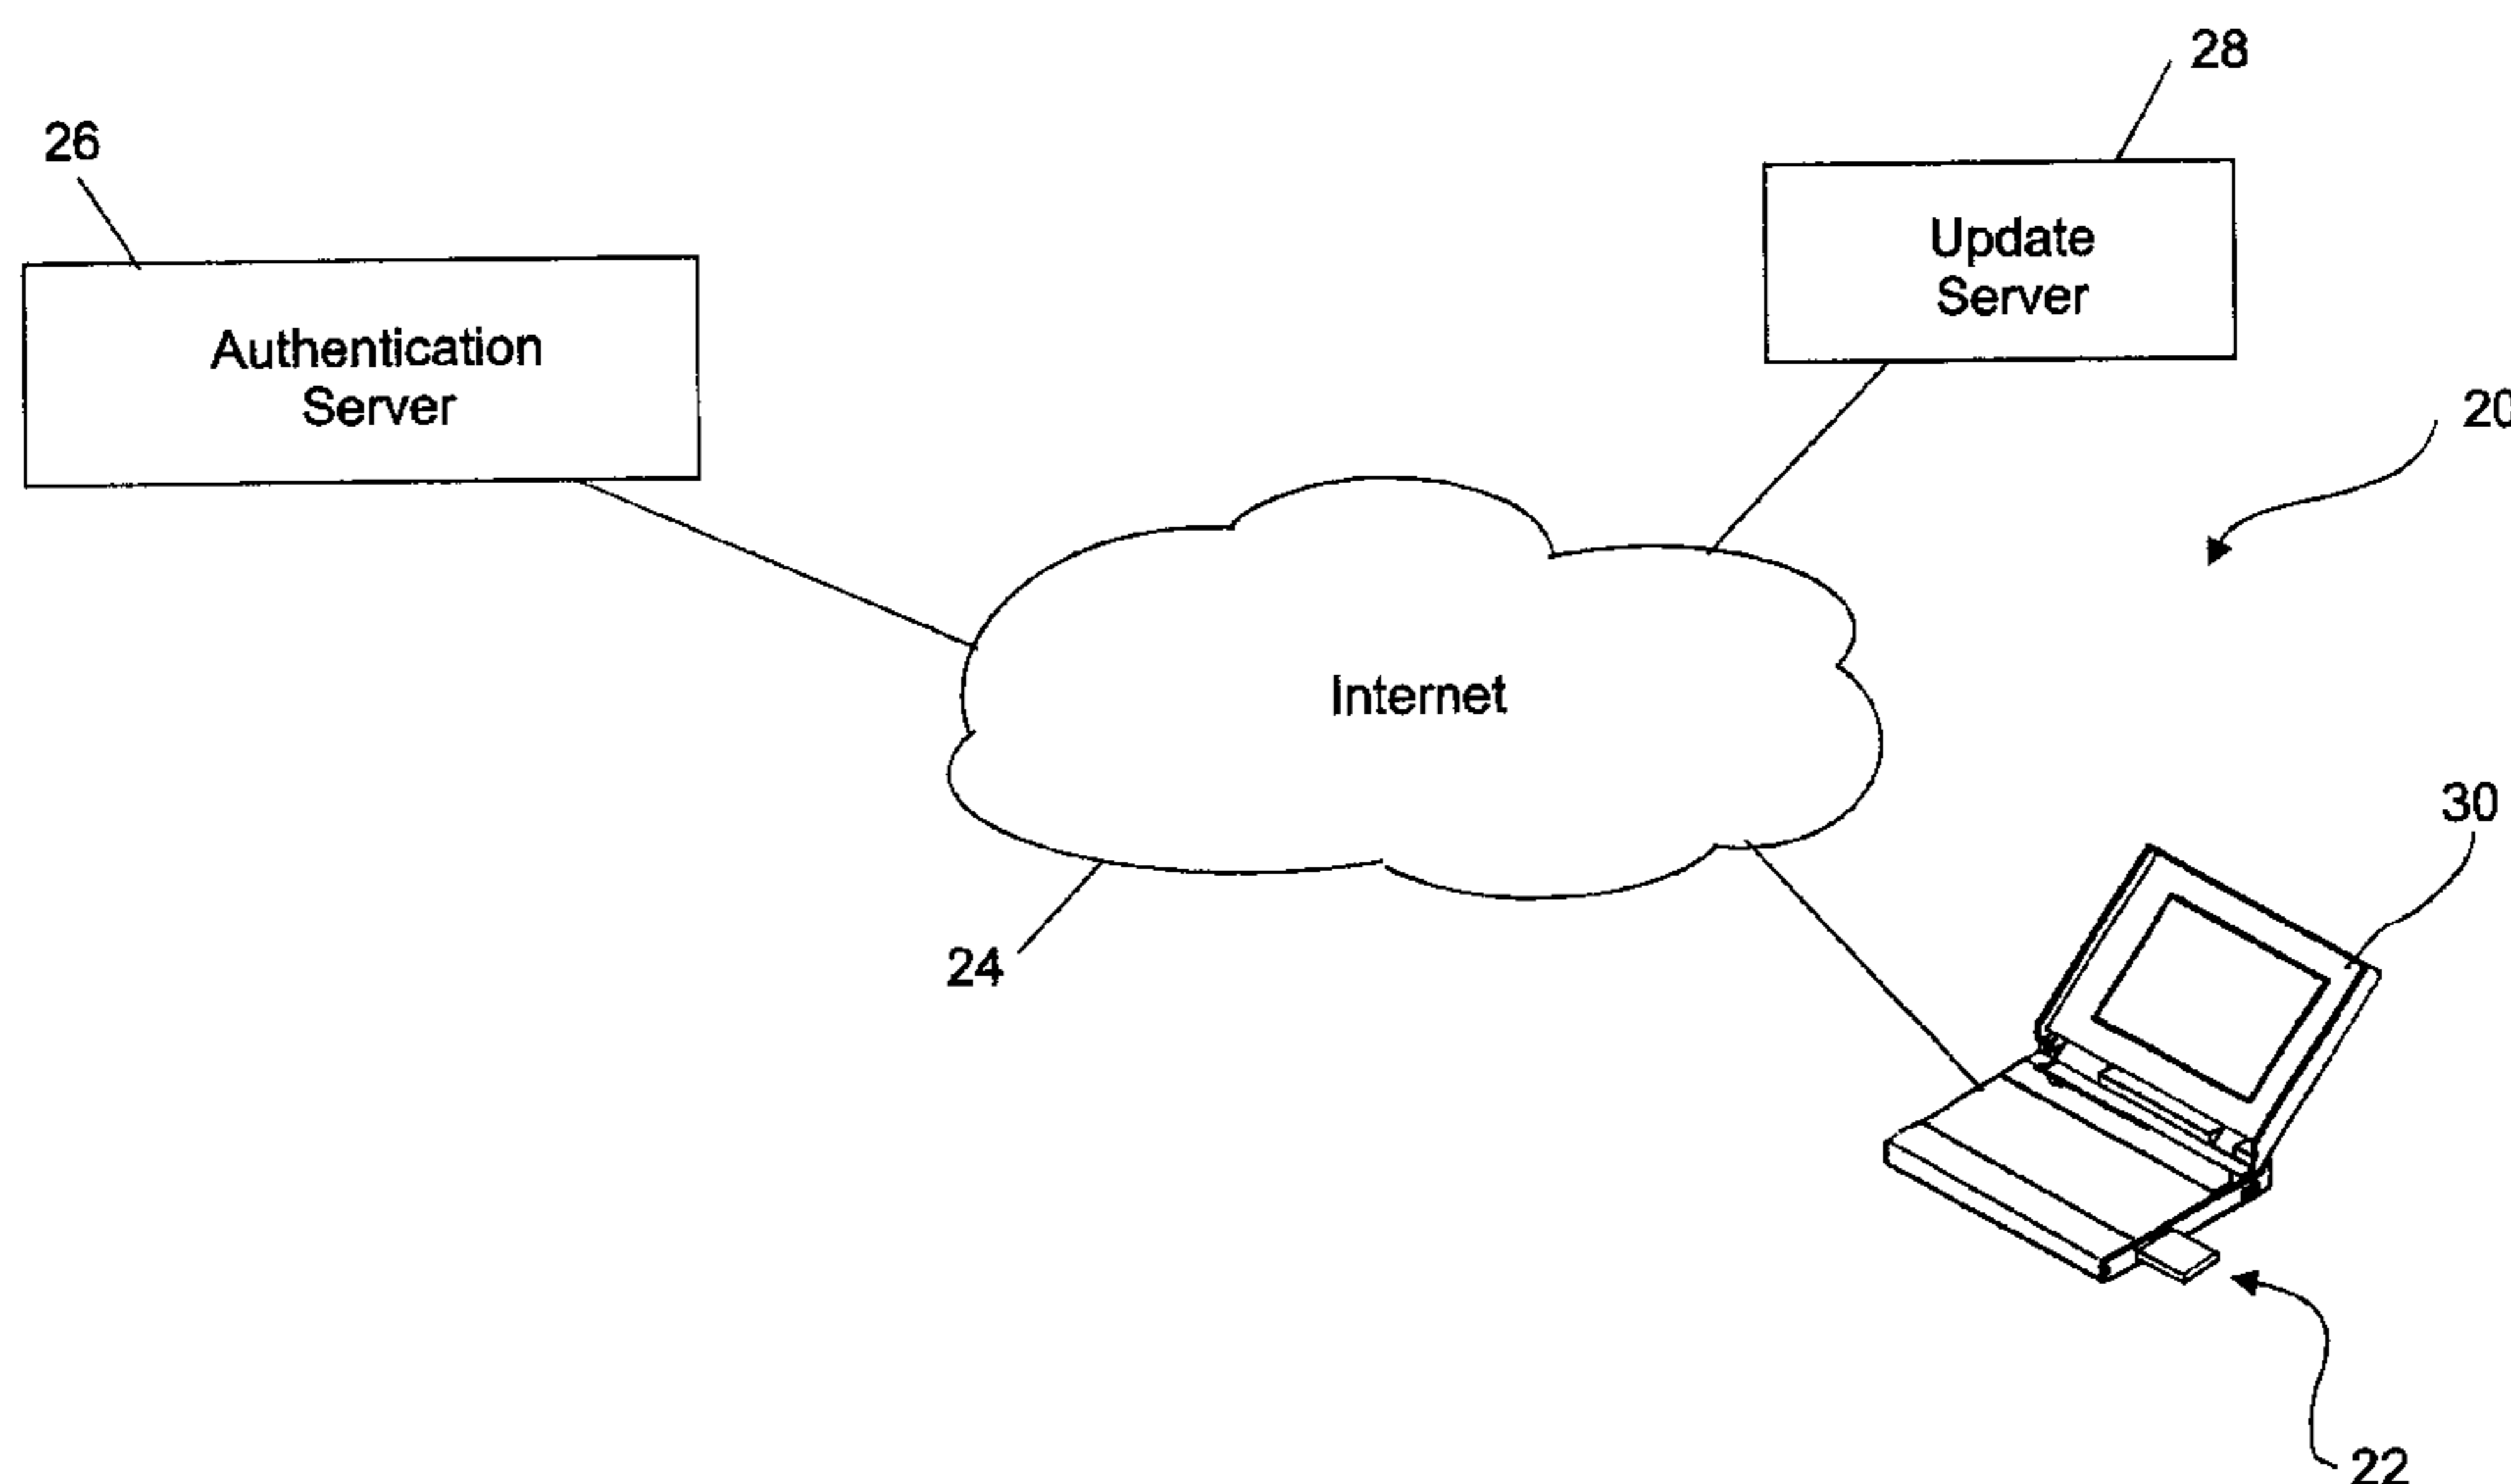 28
26
Update
Server
Authentication
Server
20
Internet
30
24
22